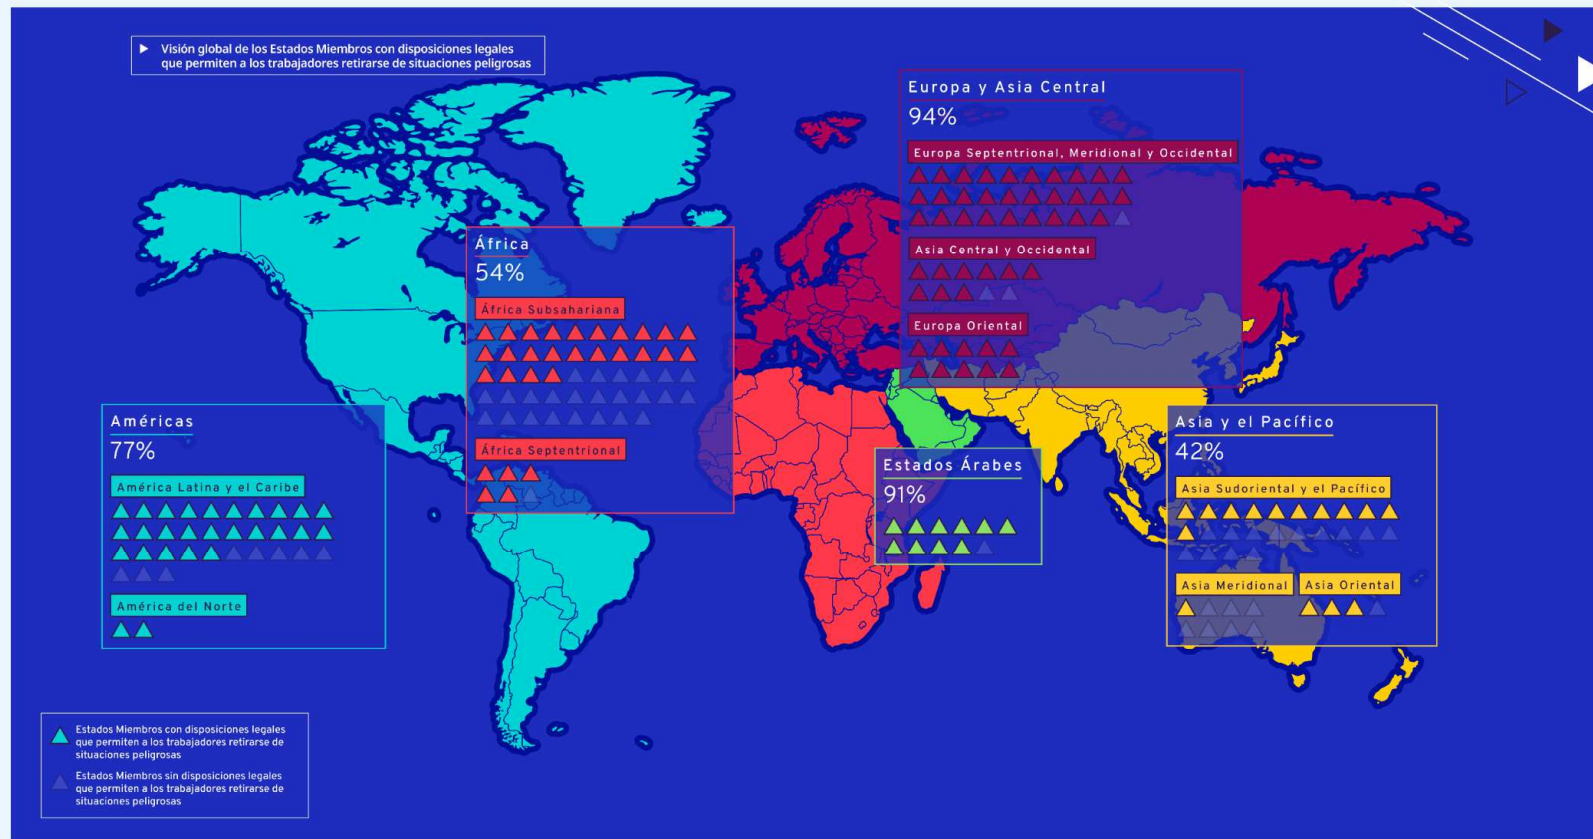 Visión global de los Estados Miembros con disposiciones legales
que permiten a los trabajadores retirarse de situaciones peligrosas
Europa y Asia Central
94%
Europa Septentrional, Meridional y Occidental
Asia Central y Occidental
Europa Oriental
África
54%
África Subsahariana
África Septentrional
Américas
77%
América Latina y el Caribe
América del Norte
Estados Árabes
91%
Asia y el Pacífico
42%
Asia Sudoriental y el Pacífico
Asia Meridional
Asia Oriental
Estados Miembros con disposiciones legales
que permiten a los trabajadores retirarse de
situaciones peligrosas
Estados Miembros sin disposiciones legales
que permiten a los trabajadores retirarse de
situaciones peligrosas